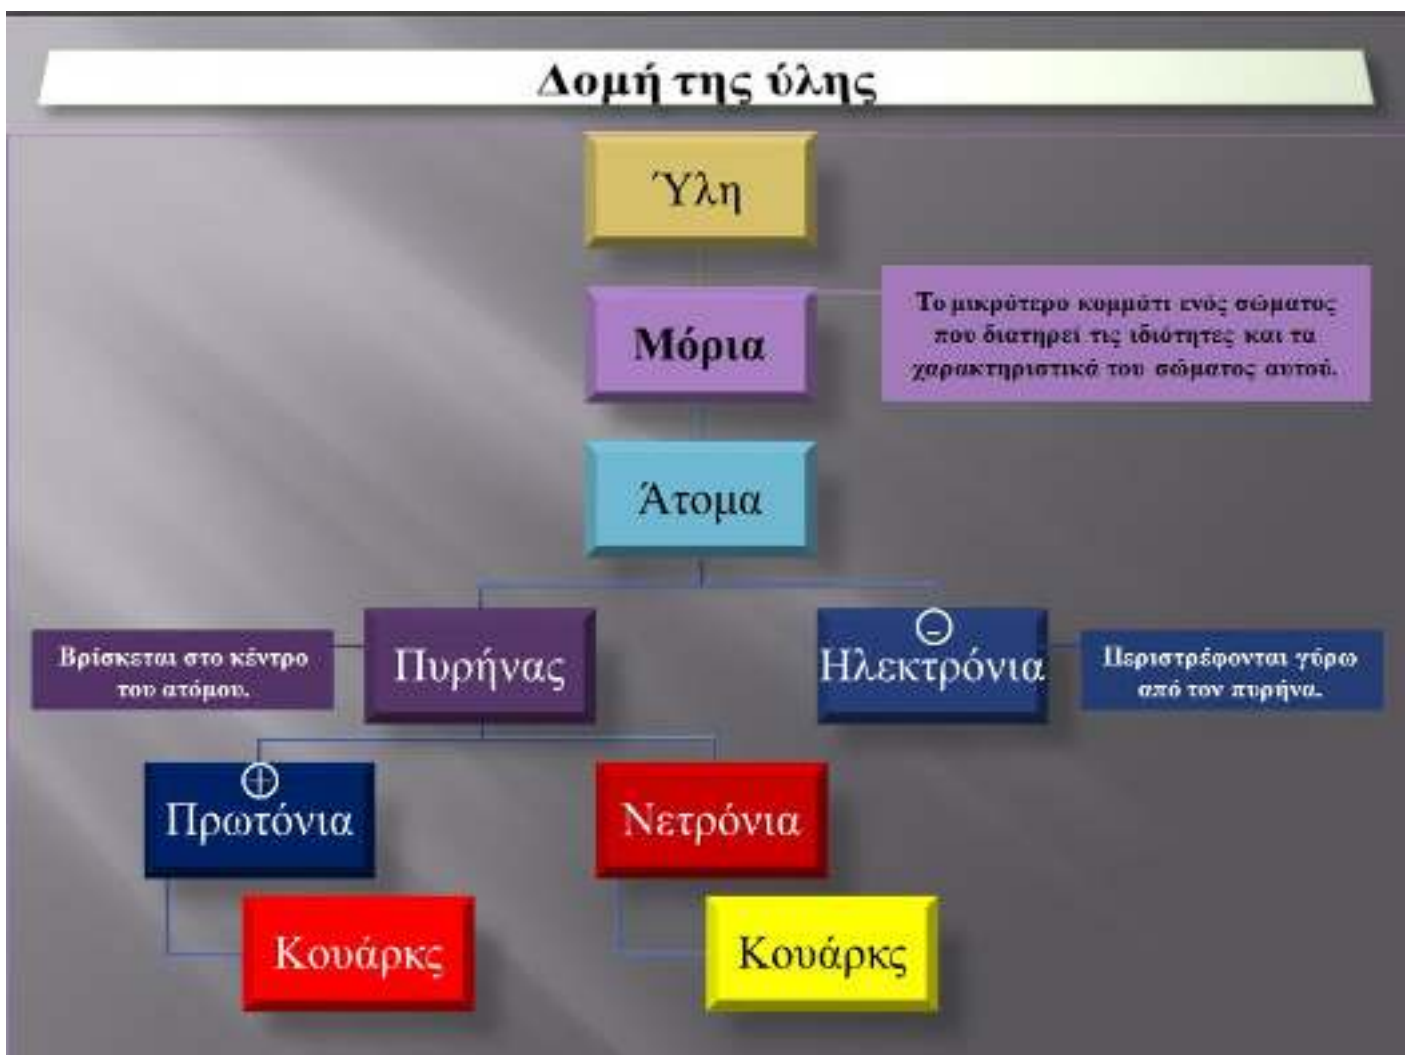 Δομή της ύλης
Ύλη
Μόρια
Το μικρότερο κομμάτι ενός σώματος
που διατηρεί τις ιδιότητες και τα
χαρακτηριστικά του σώματος αυτού.
Άτομα
Βρίσκεται στο κέντρο
του ατόμου.
Πυρήνας
-
Ηλεκτρόνια
Περιστρέφονται γύρω
από τον πυρήνα.
+
Πρωτόνια
Νετρόνια
Κουάρκς
Κουάρκς